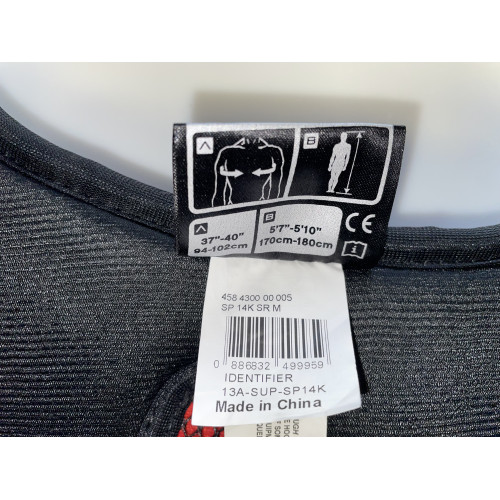 A
B
A
37"-40"
94-102cm
B
5'7"-5'10"
170cm-180cm
CE
i
458 4300 00 005
SP 14K SR M
0 886832 499959
IDENTIFIER
13A-SUP-SP14K
Made in China